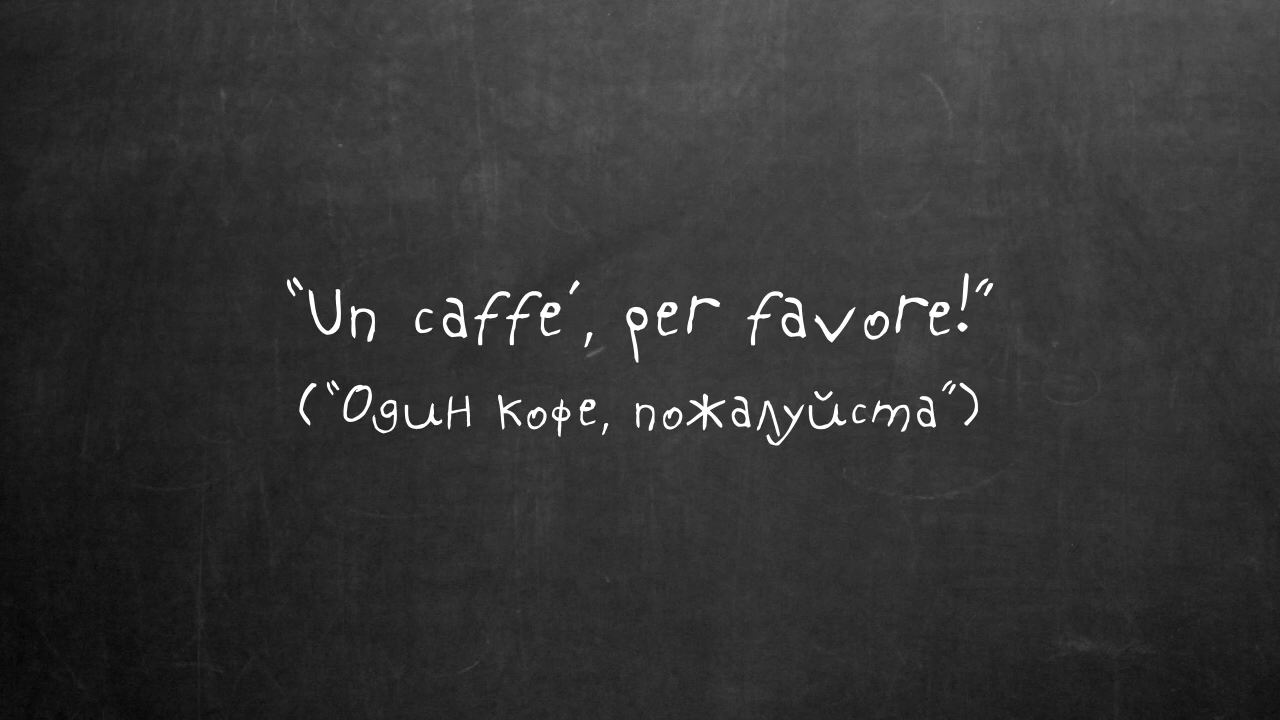 “Un caffe´, per favore!”
(“Один кофе, пожалуйста”)